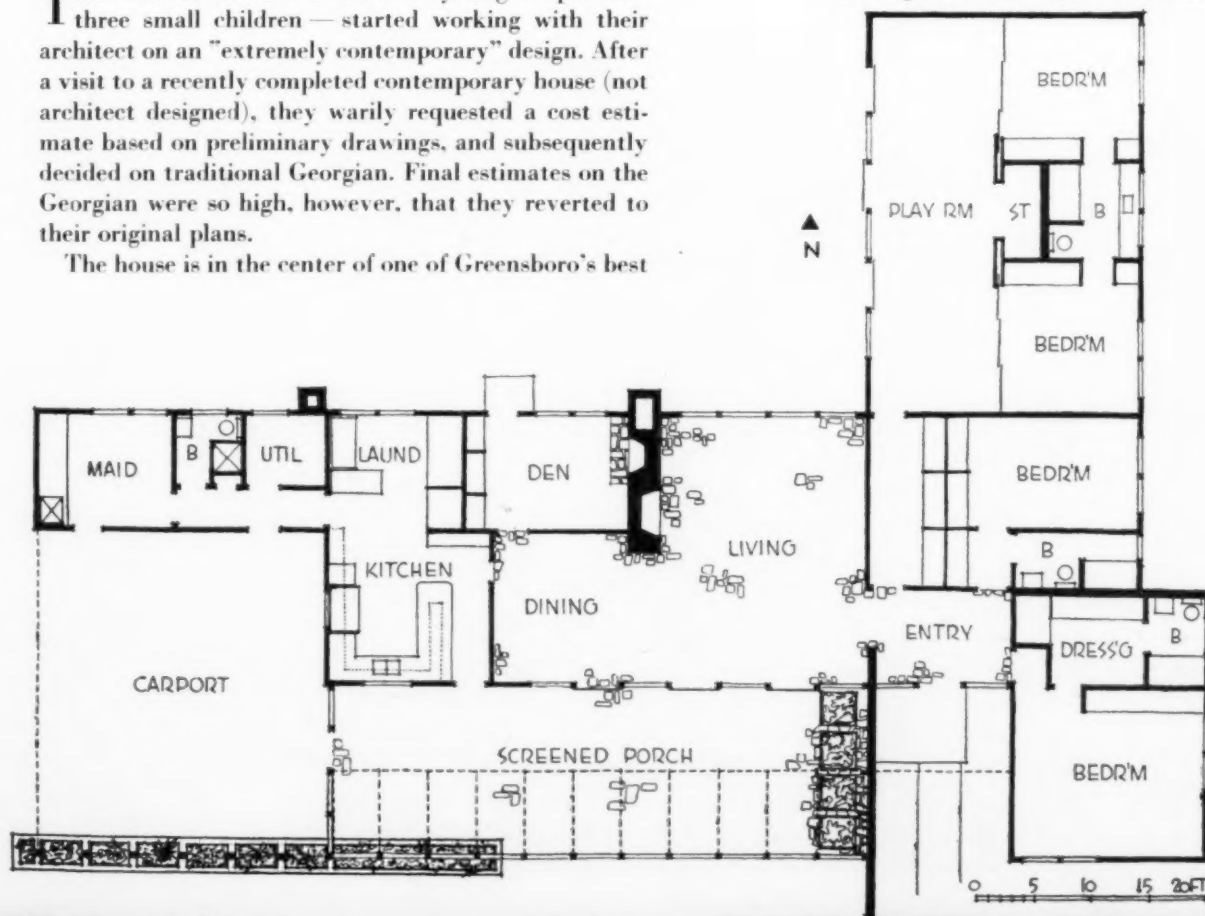 three small children — started working with their
architect on an "extremely contemporary" design. After
a visit to a recently completed contemporary house (not
architect designed), they warily requested a cost esti-
mate based on preliminary drawings, and subsequently
decided on traditional Georgian. Final estimates on the
Georgian were so high, however, that they reverted to
their original plans.
The house is in the center of one of Greensboro's best
N
BEDR'M
PLAY RM
ST
B
BEDR'M
MAID
B
UTIL
LAUND
DEN
BEDR'M
LIVING
B
KITCHEN
DINING
ENTRY
DRESS'G
B
CARPORT
SCREENED PORCH
BEDR'M
0 5 10 15 20FT